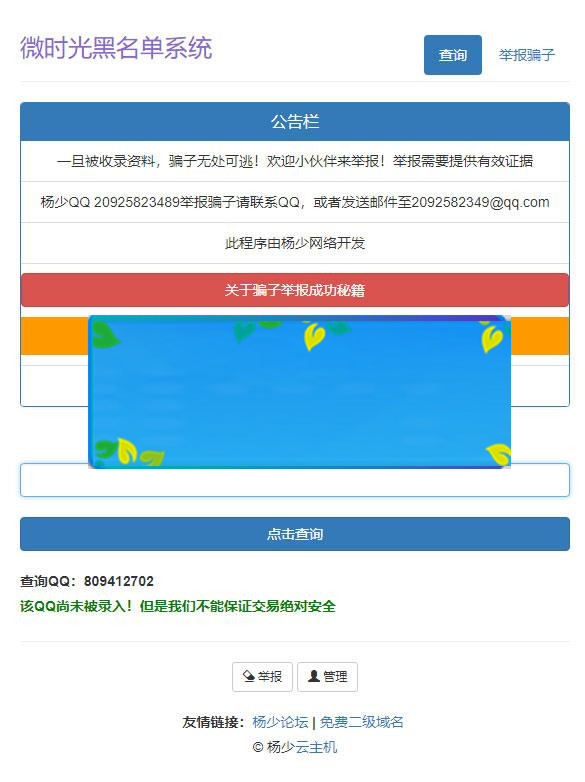 微时光黑名单系统
查询 举报骗子
公告栏
一旦被收录资料，骗子无处可逃！欢迎小伙伴来举报！举报需要提供有效证据
杨少QQ 20925823489举报骗子请联系QQ，或者发送邮件至2092582349@qq.com
此程序由杨少网络开发
关于骗子举报成功秘籍
点击查询
查询QQ：809412702
该QQ尚未被录入！但是我们不能保证交易绝对安全
举报 管理
友情链接：杨少论坛 | 免费二级域名
© 杨少云主机